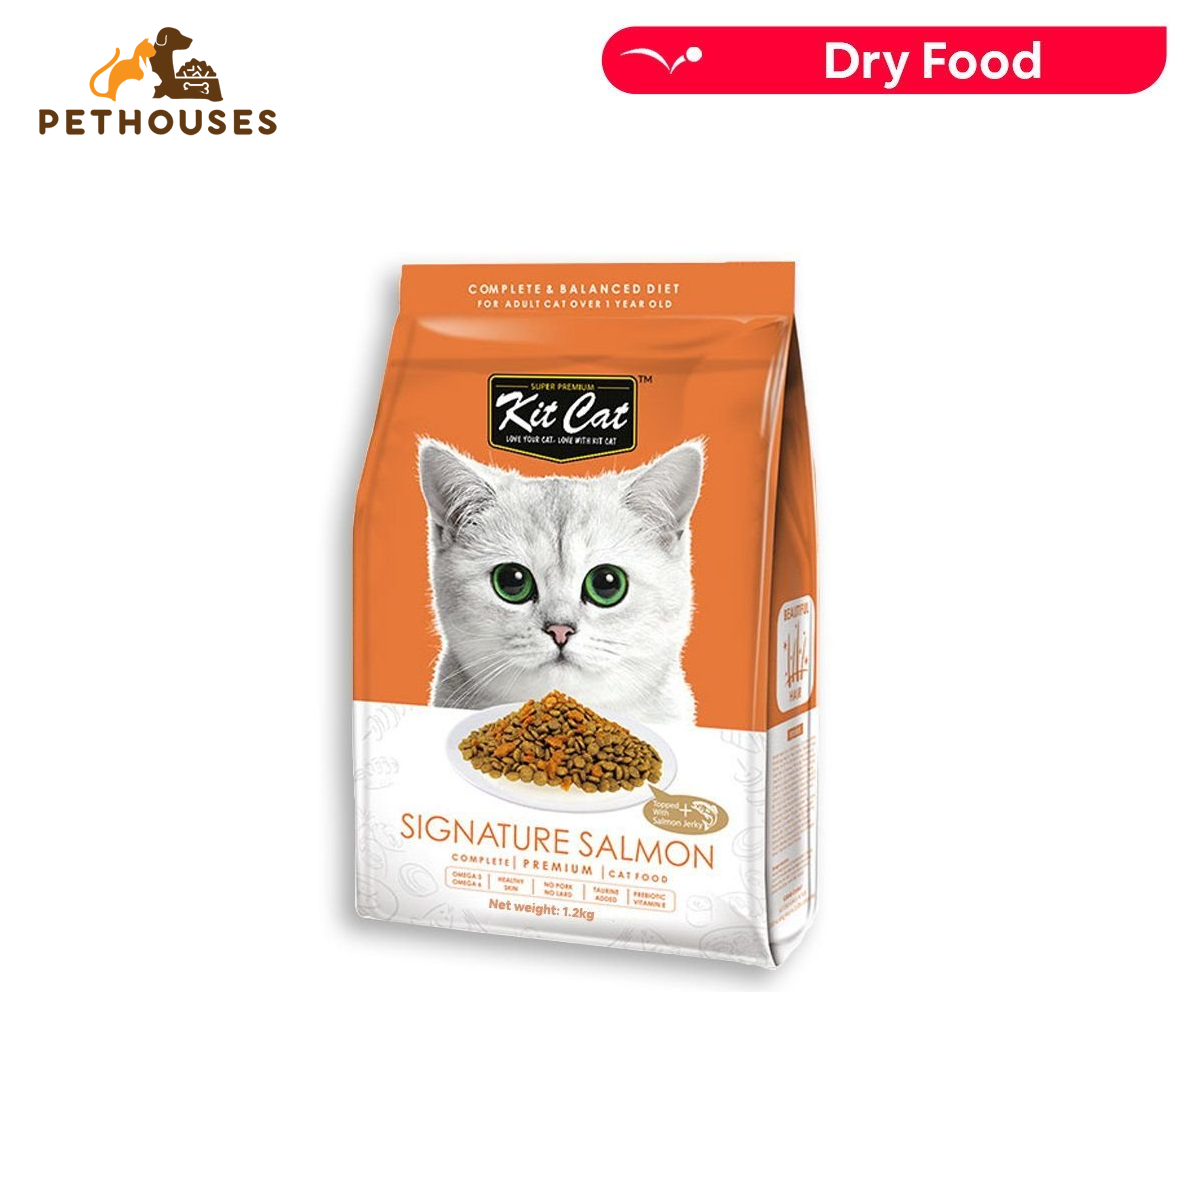 PETHOUSES
Dry Food
COMPLETE & BALANCED DIET
FOR ADULT CAT OVER 1 YEAR OLD
SUPER PREMIUM
Kit Cat TM
LOVE YOUR CAT, LOVE WITH KIT CAT
BEAUTIFUL
HAIR
Topped
With
Salmon Jerky
+
SIGNATURE SALMON
COMPLETE | PREMIUM | CAT FOOD
OMEGA 3
OMEGA 6
HEALTHY
SKIN
NO PORK
NO LARD
TAURINE
ADDED
PREBIOTIC
VITAMIN E
Net weight: 1.2kg